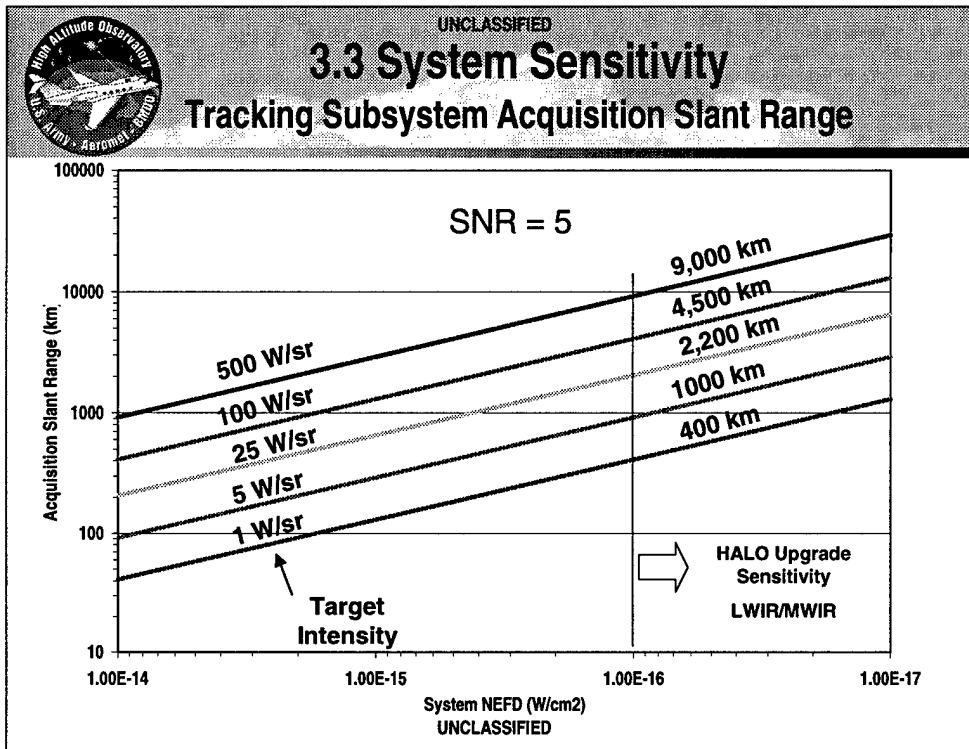 UNCLASSIFIED
3.3 System Sensitivity
Tracking Subsystem Acquisition Slant Range
High ALtitude Observatory
U.S. Army - Aeromet - BMDO
SNR = 5
100000
10000
1000
100
10
Acquisition Slant Range (km)
500 W/sr
100 W/sr
25 W/sr
5 W/sr
1 W/sr
9,000 km
4,500 km
2,200 km
1000 km
400 km
Target
Intensity
HALO Upgrade
Sensitivity
LWIR/MWIR
1.00E-14
1.00E-15
1.00E-16
1.00E-17
System NEFD (W/cm2)
UNCLASSIFIED